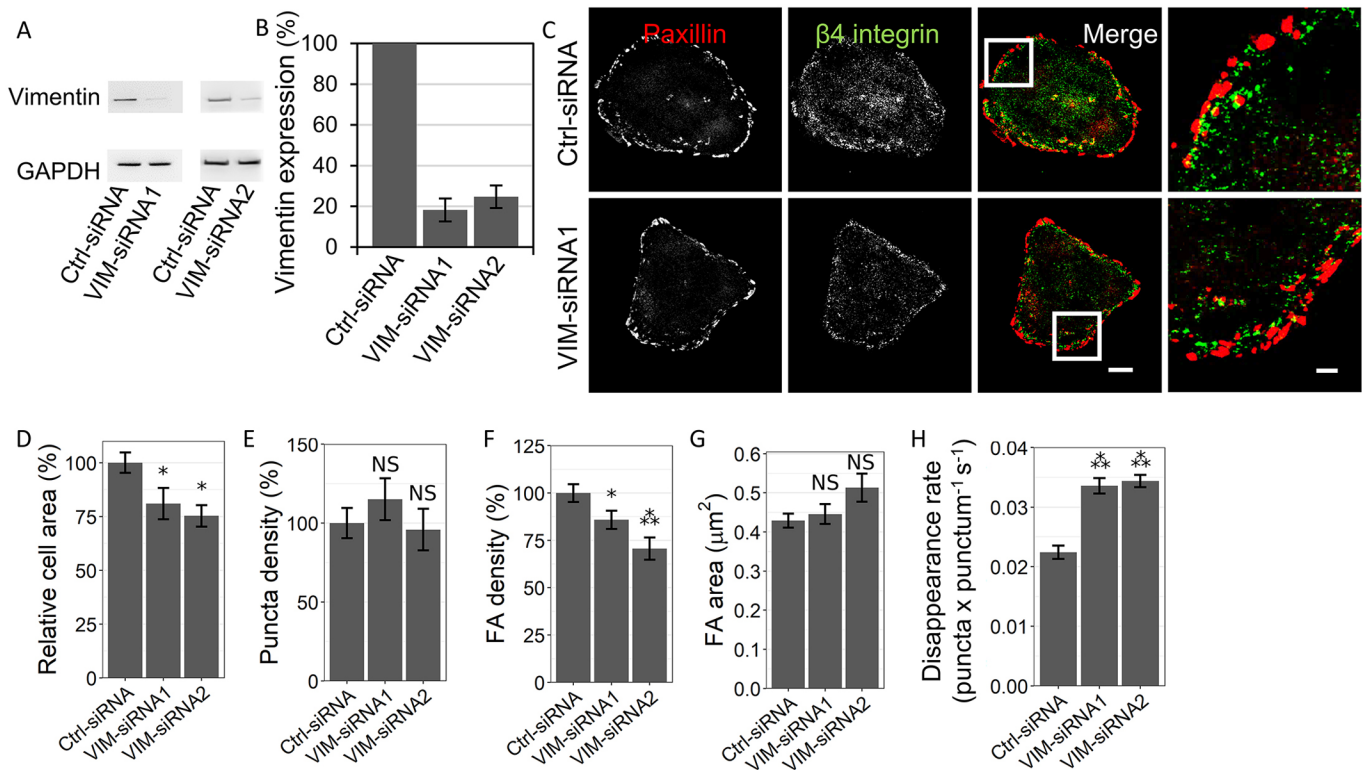 A
Vimentin
GAPDH
Ctrl-siRNA
VIM-siRNA1
Ctrl-siRNA
VIM-siRNA2
B
Vimentin expression (%)
100
80
60
40
20
0
Ctrl-siRNA
VIM-siRNA1
VIM-siRNA2
C
Paxillin
β4 integrin
Merge
Ctrl-siRNA
VIM-siRNA1
D
Relative cell area (%)
100
75
50
25
0
*
*
Ctrl-siRNA
VIM-siRNA1
VIM-siRNA2
E
Puncta density (%)
150
100
50
0
NS
NS
Ctrl-siRNA
VIM-siRNA1
VIM-siRNA2
F
FA density (%)
125
100
75
50
25
0
*
⁂
Ctrl-siRNA
VIM-siRNA1
VIM-siRNA2
G
FA area (μm²)
0.6
0.5
0.4
0.3
0.2
0.1
0.0
NS
NS
Ctrl-siRNA
VIM-siRNA1
VIM-siRNA2
H
Disappearance rate
(puncta x punctum⁻¹ s⁻¹)
0.04
0.03
0.02
0.01
0.00
⁂
⁂
Ctrl-siRNA
VIM-siRNA1
VIM-siRNA2